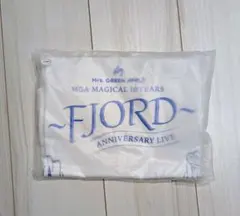 Mrs. GREEN APPLE
MGA MAGICAL 10 YEARS
~FJORD~
ANNIVERSARY LIVE